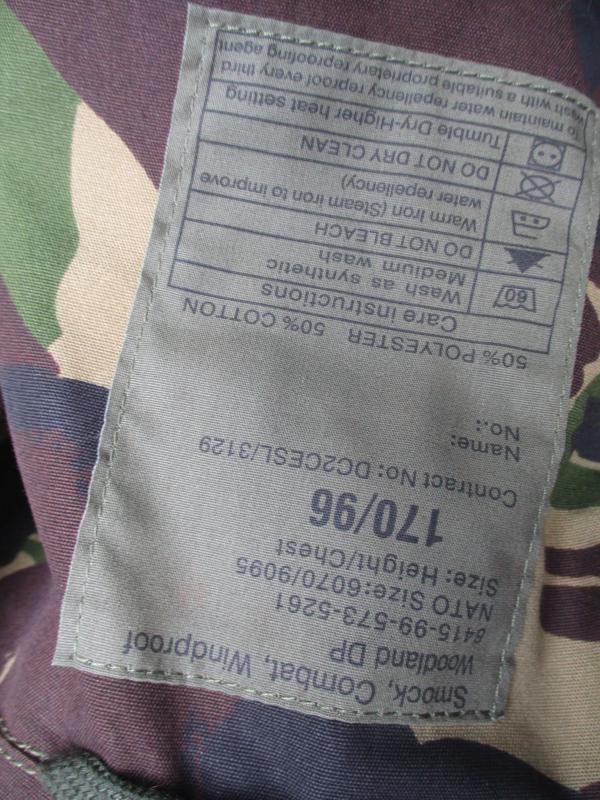 Smock, Combat, Windproof
Woodland DP
8415-99-573-5261
NATO Size:6070/9095
Size: Height/Chest
170/96
Contract No: DC2CESL/3129
Name:
No.:
50% POLYESTER 50% COTTON
Care instructions
60 Wash as synthetic
Medium wash
DO NOT BLEACH
Warm iron (Steam iron to improve
water repellency)
DO NOT DRY CLEAN
Tumble Dry-Higher heat setting
To maintain water repellency reproof every third
wash with a suitable proprietary reproofing agent